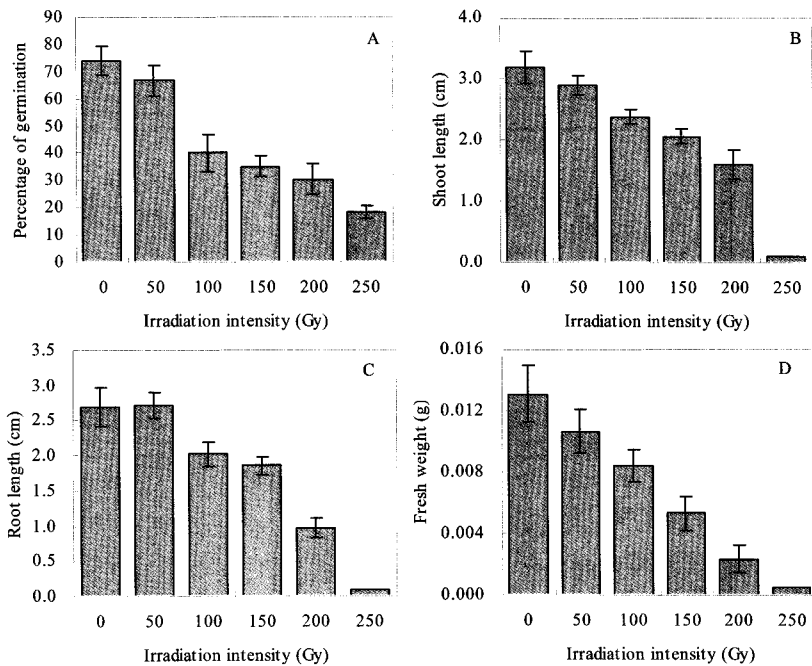 A
Percentage of germination
90
80
70
60
50
40
30
20
10
0
0 50 100 150 200 250
Irradiation intensity (Gy)
B
Shoot length (cm)
4.0
3.0
2.0
1.0
0.0
0 50 100 150 200 250
Irradiation intensity (Gy)
C
Root length (cm)
3.5
3.0
2.5
2.0
1.5
1.0
0.5
0.0
0 50 100 150 200 250
Irradiation intensity (Gy)
D
Fresh weight (g)
0.016
0.012
0.008
0.004
0.000
0 50 100 150 200 250
Irradiation intensity (Gy)